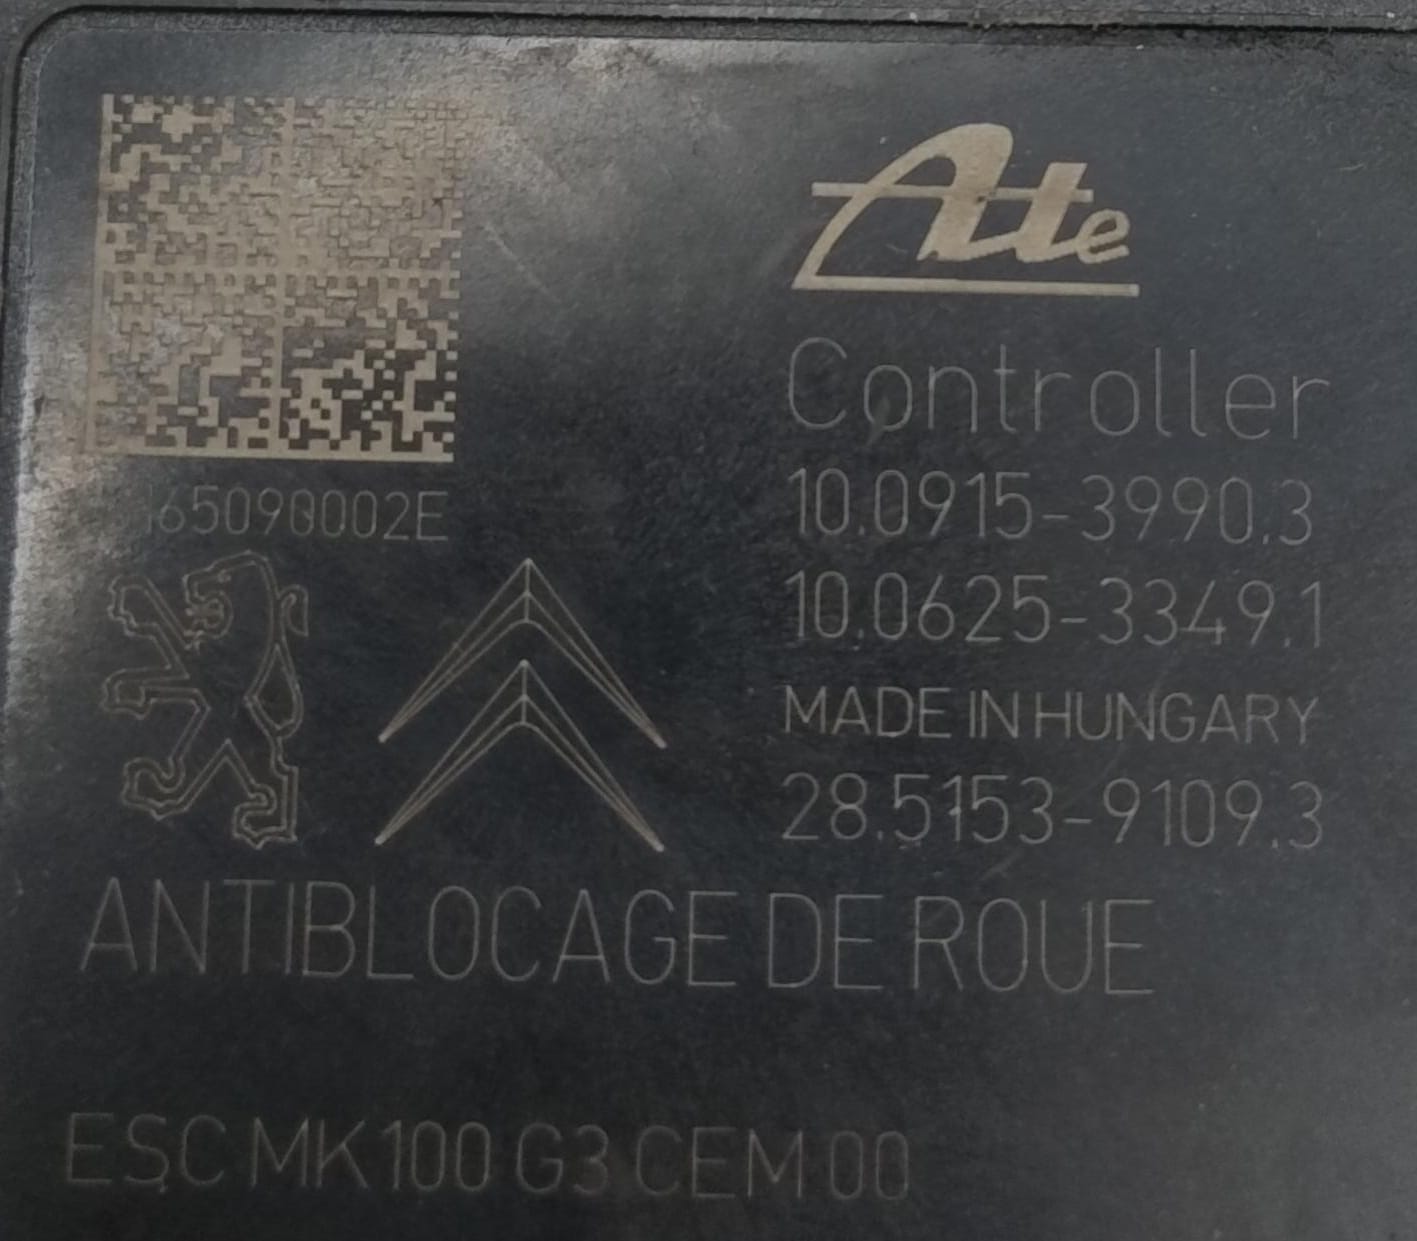 Ate
Controller
10.0915-3990.3
10.0625-3349.1
MADE IN HUNGARY
28.5153-9109.3
ANTIBLOCAGE DE ROUE
ESC MK100 G3 CEM 00